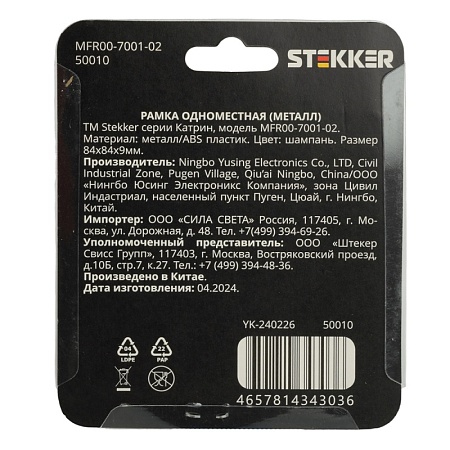 MFR00-7001-02
50010
STEKKER
РАМКА ОДНОМЕСТНАЯ (МЕТАЛЛ)
ТМ Stekker серии Катрин, модель MFR00-7001-02.
Материал: металл/ABS пластик. Цвет: шампань. Размер
84х84х9мм.
Производитель: Ningbo Yusing Electronics Co., LTD, Civil
Industrial Zone, Pugen Village, Qiu'ai Ningbo, China/ООО
«Нингбо Юсинг Электроникс Компания», зона Цивил
Индастриал, населенный пункт Пуген, Цюай, г. Нингбо,
Китай.
Импортер: ООО «СИЛА СВЕТА» Россия, 117405, г. Мо-
сква, ул. Дорожная, д. 48. Тел. +7(499) 394-69-26.
Уполномоченный представитель: ООО «Штекер
Свисс Групп», 117403, г. Москва, Востряковский проезд,
д.10Б, стр.7, к.27. Тел.: +7 (499) 394-48-36.
Произведено в Китае.
Дата изготовления: 04.2024.
YK-240226 50010
04 22
LDPE PAP
4657814343036